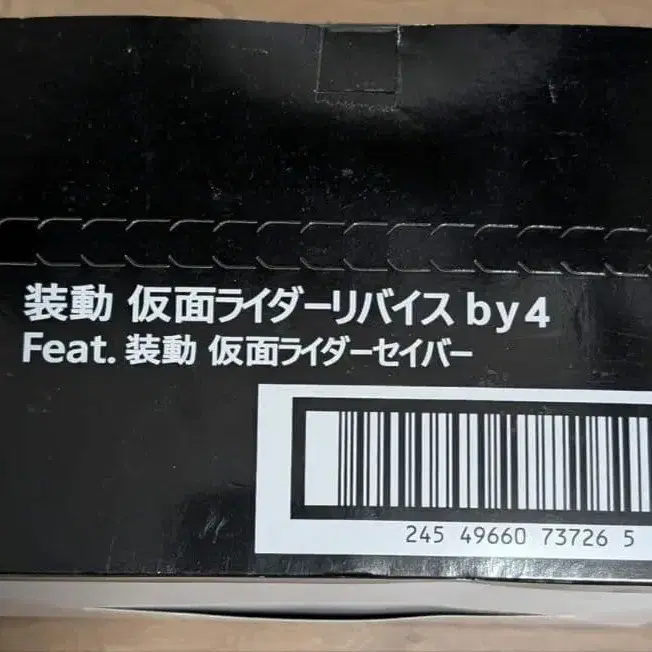 装動 仮面ライダーリバイス by4
Feat. 装動 仮面ライダーセイバー
245 49660 73726 5